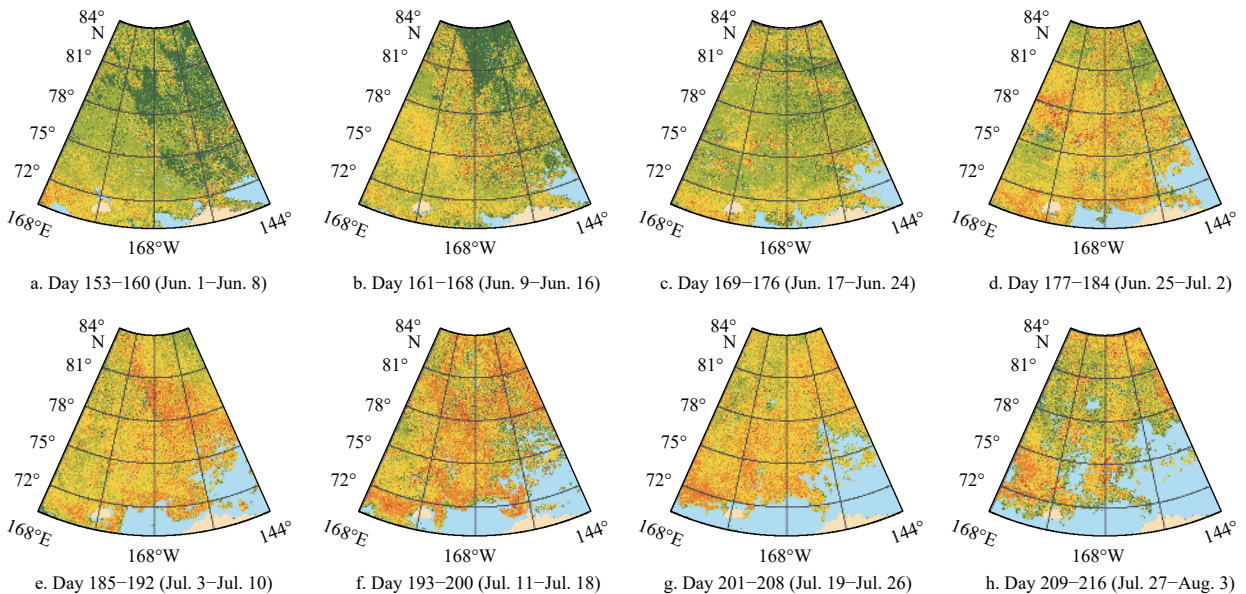 84°
N
81°
78°
75°
72°
168°E
168°W
144°
a. Day 153−160 (Jun. 1−Jun. 8)
84°
N
81°
78°
75°
72°
168°E
168°W
144°
b. Day 161−168 (Jun. 9−Jun. 16)
84°
N
81°
78°
75°
72°
168°E
168°W
144°
c. Day 169−176 (Jun. 17−Jun. 24)
84°
N
81°
78°
75°
72°
168°E
168°W
144°
d. Day 177−184 (Jun. 25−Jul. 2)
84°
N
81°
78°
75°
72°
168°E
168°W
144°
e. Day 185−192 (Jul. 3−Jul. 10)
84°
N
81°
78°
75°
72°
168°E
168°W
144°
f. Day 193−200 (Jul. 11−Jul. 18)
84°
N
81°
78°
75°
72°
168°E
168°W
144°
g. Day 201−208 (Jul. 19−Jul. 26)
84°
N
81°
78°
75°
72°
168°E
168°W
144°
h. Day 209−216 (Jul. 27−Aug. 3)